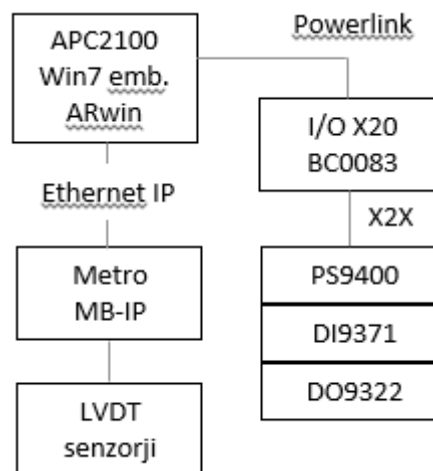 APC2100
Win7 emb.
ARwin
Powerlink
I/O X20
BC0083
Ethernet IP
X2X
Metro
MB-IP
PS9400
DI9371
DO9322
LVDT
senzorji